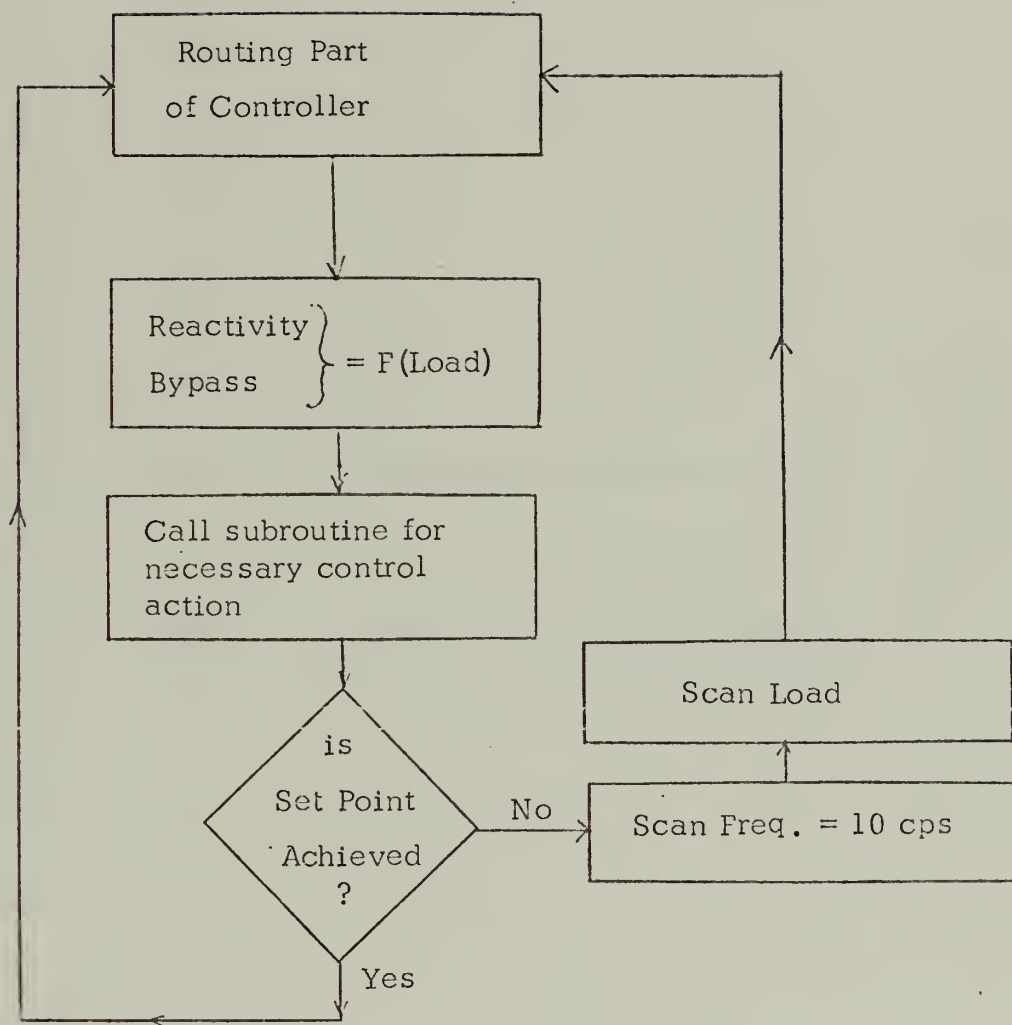 Routing Part
of Controller
Reactivity
Bypass
= F(Load)
Call subroutine for
necessary control
action
is
Set Point
Achieved
?
No
Yes
Scan Load
Scan Freq. = 10 cps